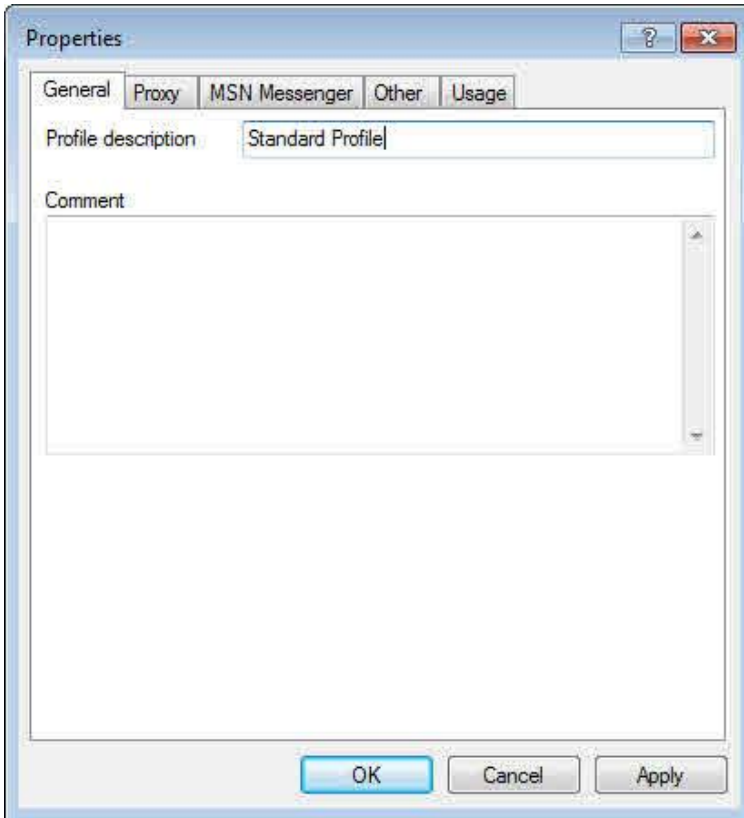 Properties
General Proxy MSN Messenger Other Usage
Profile description Standard Profile
Comment
OK Cancel Apply